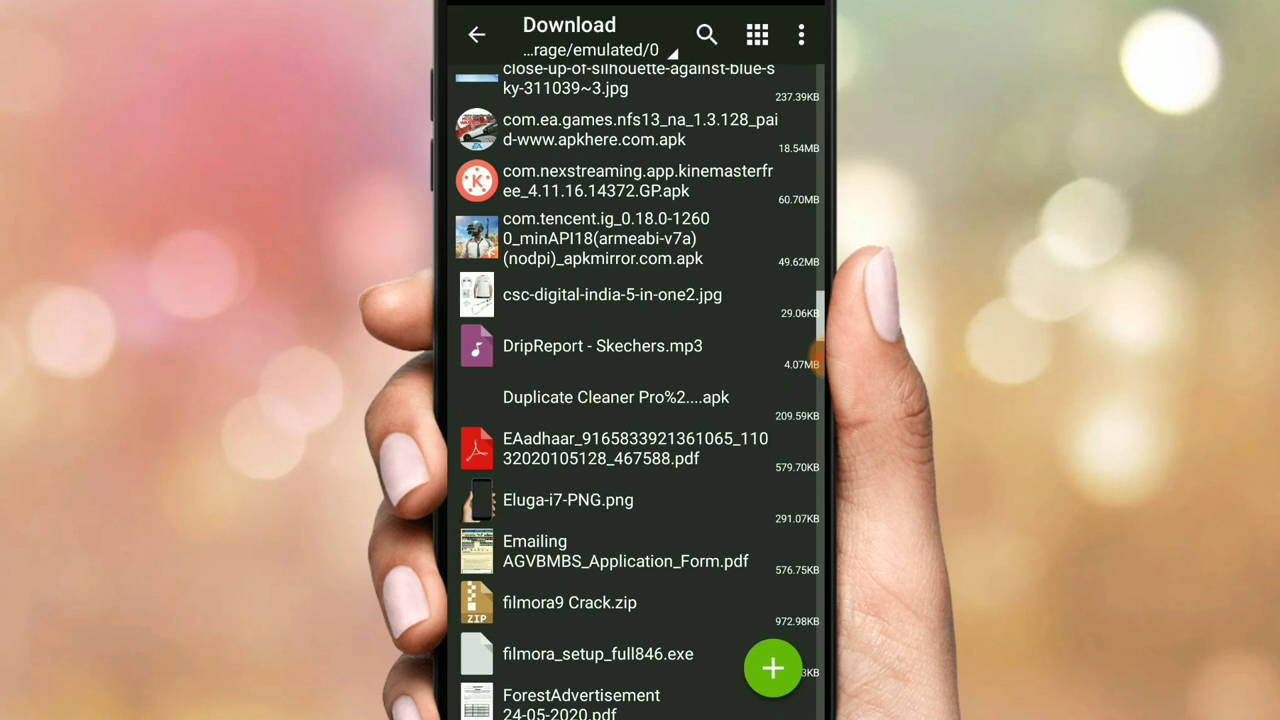 Download
...rage/emulated/0
close-up-of-silhouette-against-blue-s
ky-311039~3.jpg
237.39KB
com.ea.games.nfs13_na_1.3.128_pai
d-www.apkhere.com.apk
18.54MB
com.nexstreaming.app.kinemasterfr
ee_4.11.16.14372.GP.apk
60.70MB
com.tencent.ig_0.18.0-1260
0_minAPI18(armeabi-v7a)
(nodpi)_apkmirror.com.apk
49.62MB
csc-digital-india-5-in-one2.jpg
29.06KB
DripReport - Skechers.mp3
4.07MB
Duplicate Cleaner Pro%2....apk
209.59KB
EAadhaar_9165833921361065_110
32020105128_467588.pdf
579.70KB
Eluga-i7-PNG.png
291.07KB
Emailing
AGVBMBS_Application_Form.pdf
576.75KB
filmora9 Crack.zip
ZIP
972.98KB
filmora_setup_full846.exe
3KB
ForestAdvertisement
24-05-2020.pdf